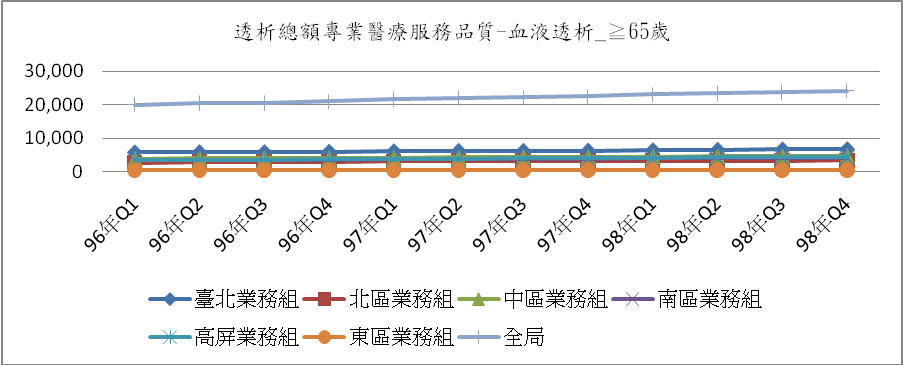 透析總額專業醫療服務品質-血液透析_≧65歲
30,000
20,000
10,000
0
96年Q1 96年Q2 96年Q3 96年Q4 97年Q1 97年Q2 97年Q3 97年Q4 98年Q1 98年Q2 98年Q3 98年Q4
臺北業務組 北區業務組 中區業務組 南區業務組
高屏業務組 東區業務組 全局